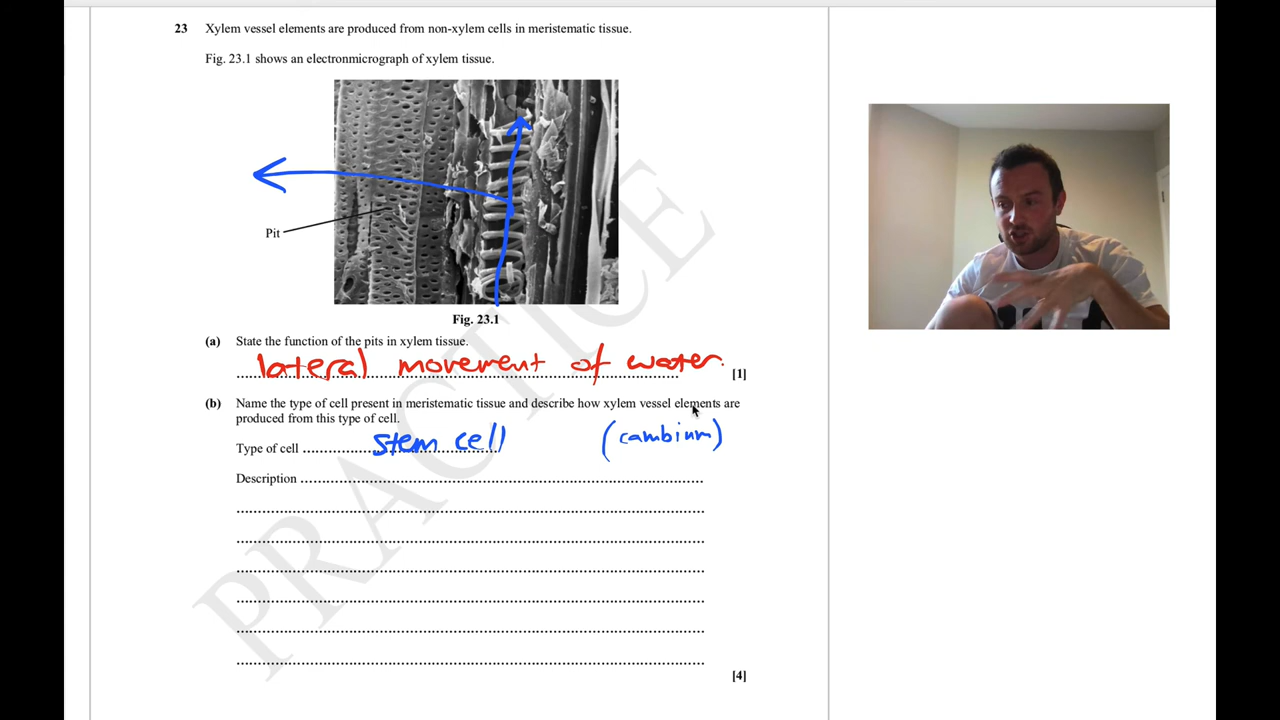 23 Xylem vessel elements are produced from non-xylem cells in meristematic tissue.
Fig. 23.1 shows an electronmicrograph of xylem tissue.
Pit
Fig. 23.1
(a) State the function of the pits in xylem tissue.
lateral movement of water.
[1]
(b) Name the type of cell present in meristematic tissue and describe how xylem vessel elements are
produced from this type of cell.
Type of cell stem cell (cambium)
Description
[4]
PRACTICE